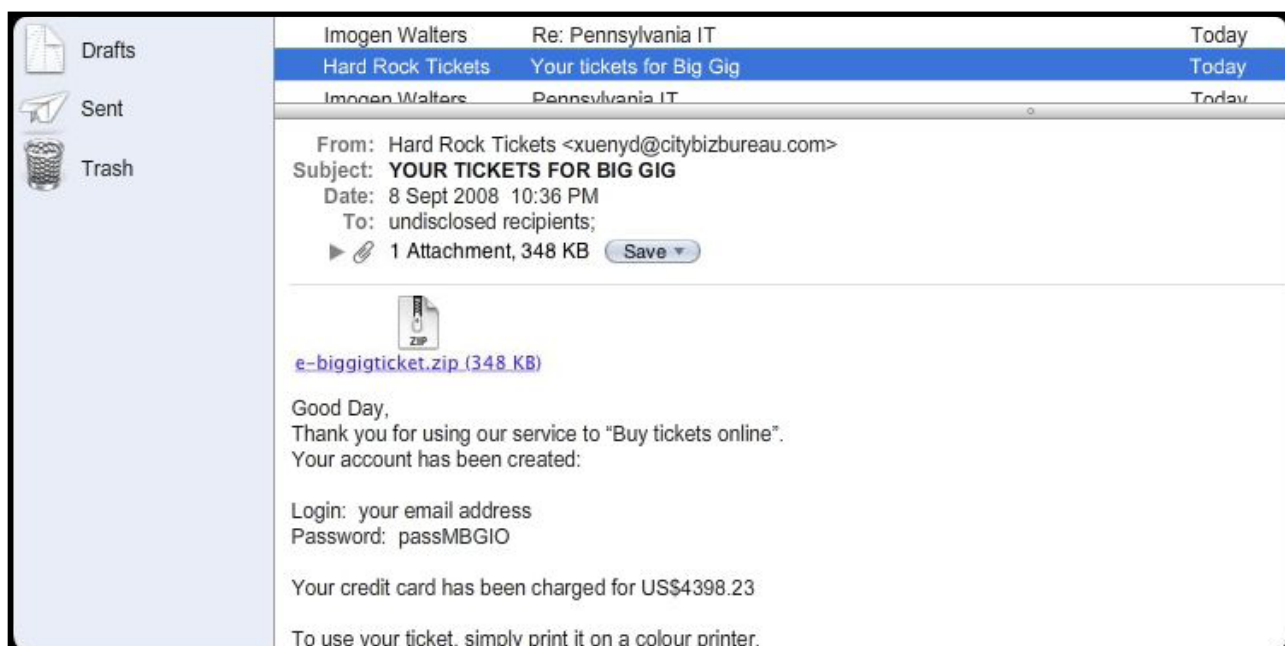 Drafts
Sent
Trash
Imogen Walters Re: Pennsylvania IT Today
Hard Rock Tickets Your tickets for Big Gig Today
Imogen Walters Pennsylvania IT Today
From: Hard Rock Tickets <xuenyd@citybizbureau.com>
Subject: YOUR TICKETS FOR BIG GIG
Date: 8 Sept 2008 10:36 PM
To: undisclosed recipients;
1 Attachment, 348 KB Save
ZIP
e-biggigticket.zip (348 KB)
Good Day,
Thank you for using our service to “Buy tickets online”.
Your account has been created:
Login: your email address
Password: passMBGIO
Your credit card has been charged for US$4398.23
To use your ticket, simply print it on a colour printer.